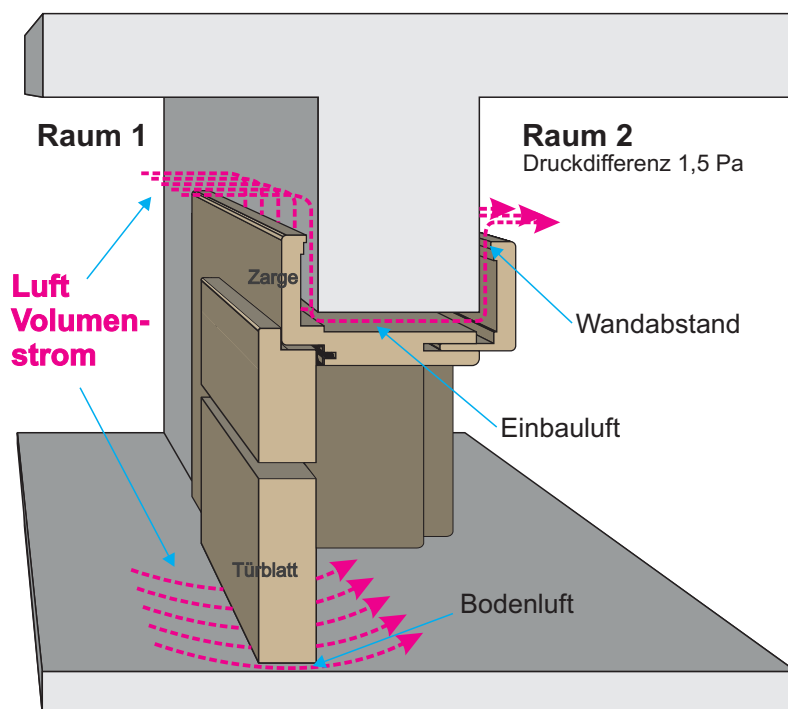 Raum 1
Raum 2
Druckdifferenz 1,5 Pa
Zarge
Luft
Volumen-
strom
Wandabstand
Einbauluft
Türblatt
Bodenluft